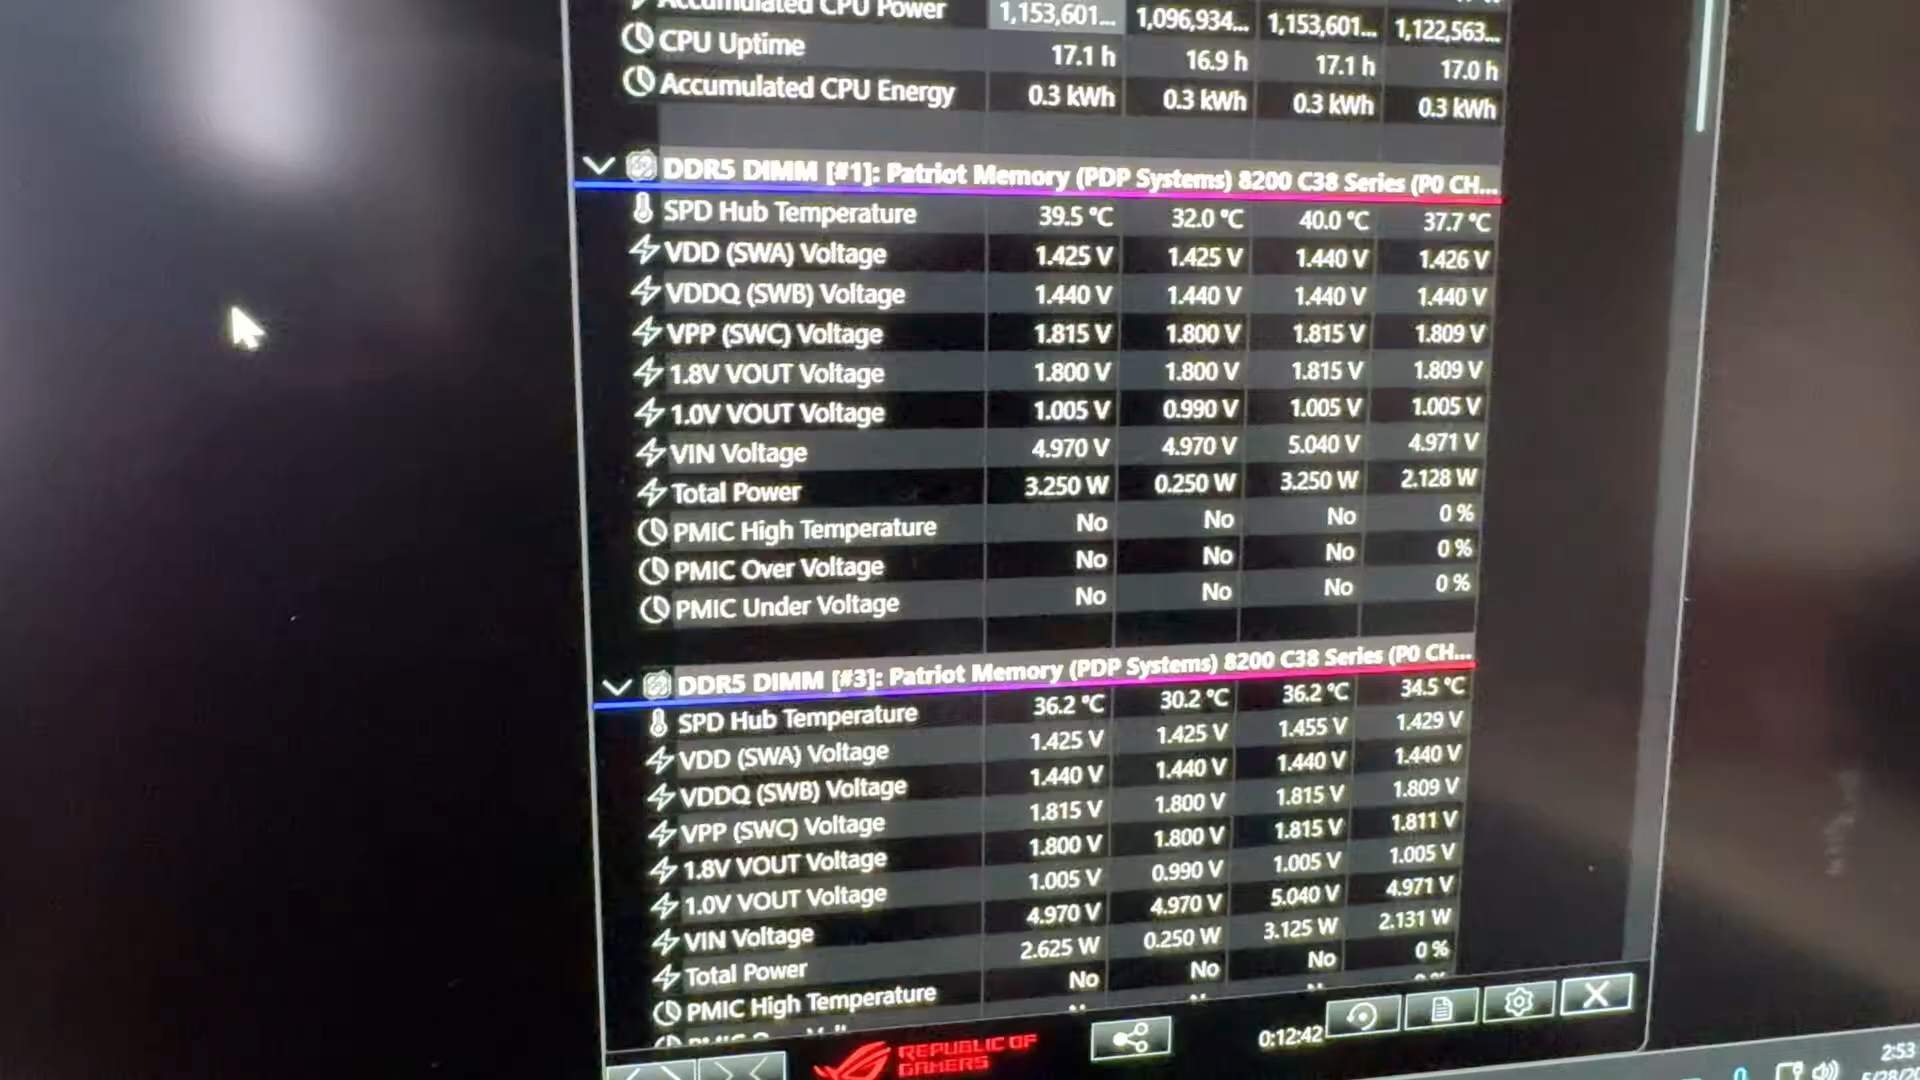 Accumulated CPU Power 1,153,601... 1,096,934... 1,153,601... 1,122,563...
CPU Uptime 17.1 h 16.9 h 17.1 h 17.0 h
Accumulated CPU Energy 0.3 kWh 0.3 kWh 0.3 kWh 0.3 kWh
DDR5 DIMM [#1]: Patriot Memory (PDP Systems) 8200 C38 Series (P0 CH...
SPD Hub Temperature 39.5 °C 32.0 °C 40.0 °C 37.7 °C
VDD (SWA) Voltage 1.425 V 1.425 V 1.440 V 1.426 V
VDDQ (SWB) Voltage 1.440 V 1.440 V 1.440 V 1.440 V
VPP (SWC) Voltage 1.815 V 1.800 V 1.815 V 1.809 V
1.8V VOUT Voltage 1.800 V 1.800 V 1.815 V 1.809 V
1.0V VOUT Voltage 1.005 V 0.990 V 1.005 V 1.005 V
VIN Voltage 4.970 V 4.970 V 5.040 V 4.971 V
Total Power 3.250 W 0.250 W 3.250 W 2.128 W
PMIC High Temperature No No No 0 %
PMIC Over Voltage No No No 0 %
PMIC Under Voltage No No No 0 %
DDR5 DIMM [#3]: Patriot Memory (PDP Systems) 8200 C38 Series (P0 CH...
SPD Hub Temperature 36.2 °C 30.2 °C 36.2 °C 34.5 °C
VDD (SWA) Voltage 1.425 V 1.425 V 1.455 V 1.429 V
VDDQ (SWB) Voltage 1.440 V 1.440 V 1.440 V 1.440 V
VPP (SWC) Voltage 1.815 V 1.800 V 1.815 V 1.809 V
1.8V VOUT Voltage 1.800 V 1.800 V 1.815 V 1.811 V
1.0V VOUT Voltage 1.005 V 0.990 V 1.005 V 1.005 V
VIN Voltage 4.970 V 4.970 V 5.040 V 4.971 V
Total Power 2.625 W 0.250 W 3.125 W 2.131 W
PMIC High Temperature No No No 0 %
REPUBLIC OF
GAMERS
0:12:42
2:53
5/28/20